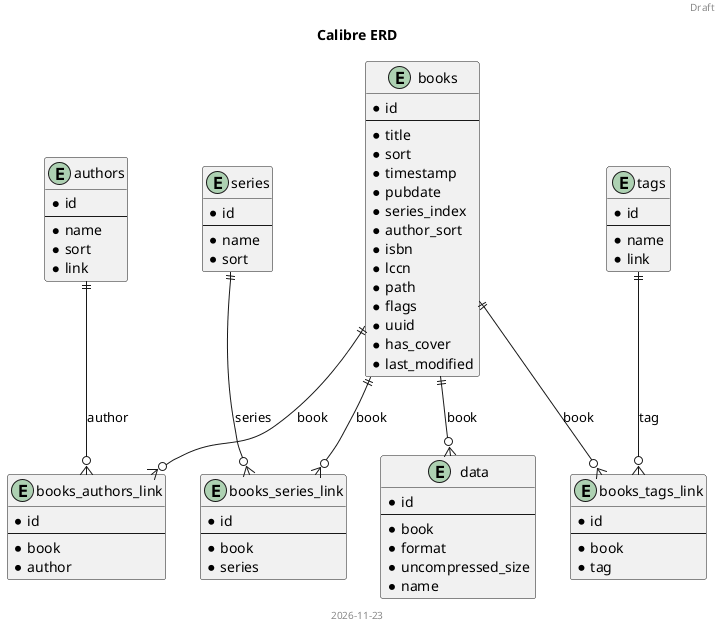 Draft
Calibre ERD
E books
* id
* title
* sort
* timestamp
* pubdate
* series_index
* author_sort
* isbn
* lccn
* path
* flags
* uuid
* has_cover
* last_modified
E authors
* id
* name
* sort
* link
E series
* id
* name
* sort
E tags
* id
* name
* link
author
series
book
book
book
book
tag
E books_authors_link
* id
* book
* author
E books_series_link
* id
* book
* series
E data
* id
* book
* format
* uncompressed_size
* name
E books_tags_link
* id
* book
* tag
2026-11-23